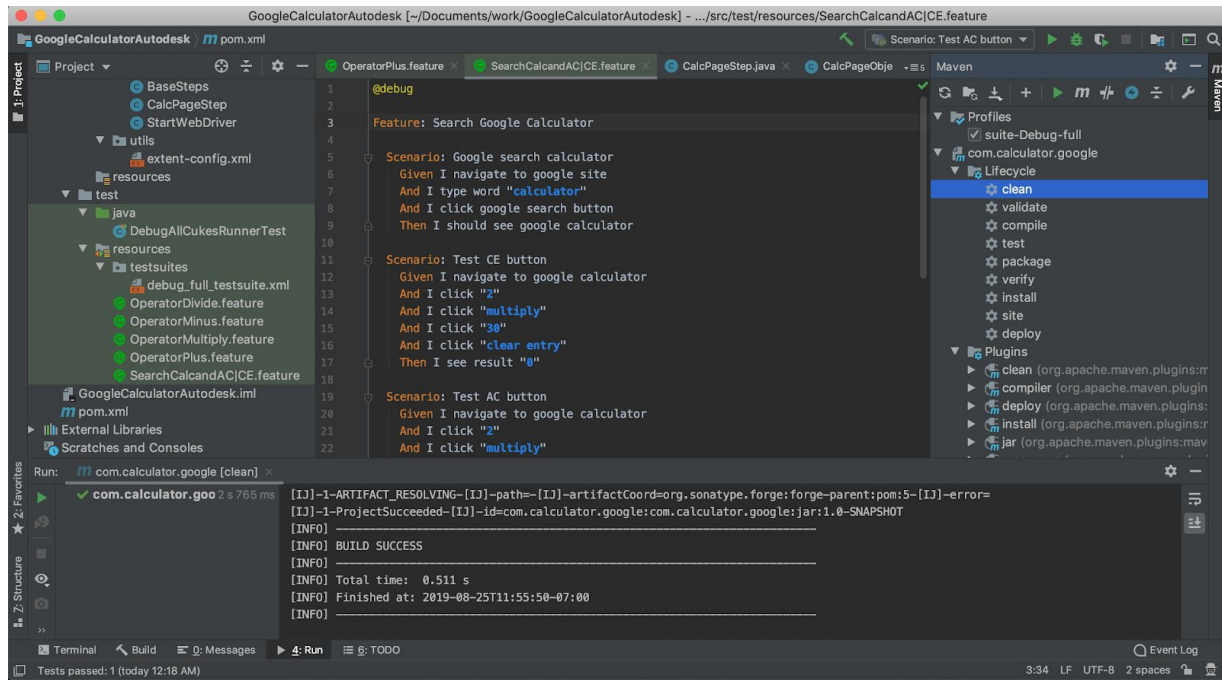 GoogleCalculatorAutodesk [~/Documents/work/GoogleCalculatorAutodesk] - .../src/test/resources/SearchCalcandAC|CE.feature
GoogleCalculatorAutodesk
pom.xml
Scenario: Test AC button
1: Project
Project
BaseSteps
CalcPageStep
StartWebDriver
utils
extent-config.xml
resources
test
java
DebugAllCukesRunnerTest
resources
testsuites
debug_full_testsuite.xml
OperatorDivide.feature
OperatorMinus.feature
OperatorMultiply.feature
OperatorPlus.feature
SearchCalcandAC|CE.feature
GoogleCalculatorAutodesk.iml
pom.xml
External Libraries
Scratches and Consoles
OperatorPlus.feature
SearchCalcandAC|CE.feature
CalcPageStep.java
CalcPageObje
1 @debug
2
3 Feature: Search Google Calculator
4
5 Scenario: Google search calculator
6 Given I navigate to google site
7 And I type word "calculator"
8 And I click google search button
9 Then I should see google calculator
10
11 Scenario: Test CE button
12 Given I navigate to google calculator
13 And I click "2"
14 And I click "multiply"
15 And I click "30"
16 And I click "clear entry"
17 Then I see result "0"
18
19 Scenario: Test AC button
20 Given I navigate to google calculator
21 And I click "2"
22 And I click "multiply"
Maven
Maven
Profiles
suite-Debug-full
com.calculator.google
Lifecycle
clean
validate
compile
test
package
verify
install
site
deploy
Plugins
clean (org.apache.maven.plugins:m
compiler (org.apache.maven.plugin
deploy (org.apache.maven.plugins:
install (org.apache.maven.plugins:r
jar (org.apache.maven.plugins:mav
2: Favorites
Z: Structure
Run:
com.calculator.google [clean]
com.calculator.goo 2 s 765 ms
[IJ]-1-ARTIFACT_RESOLVING-[IJ]-path=-[IJ]-artifactCoord=org.sonatype.forge:forge-parent:pom:5-[IJ]-error=
[IJ]-1-ProjectSucceeded-[IJ]-id=com.calculator.google:com.calculator.google:jar:1.0-SNAPSHOT
[INFO] ------------------------------------------------------------------------
[INFO] BUILD SUCCESS
[INFO] ------------------------------------------------------------------------
[INFO] Total time: 0.511 s
[INFO] Finished at: 2019-08-25T11:55:50-07:00
[INFO] ------------------------------------------------------------------------
Terminal
Build
0: Messages
4: Run
6: TODO
Event Log
Tests passed: 1 (today 12:18 AM)
3:34 LF UTF-8 2 spaces